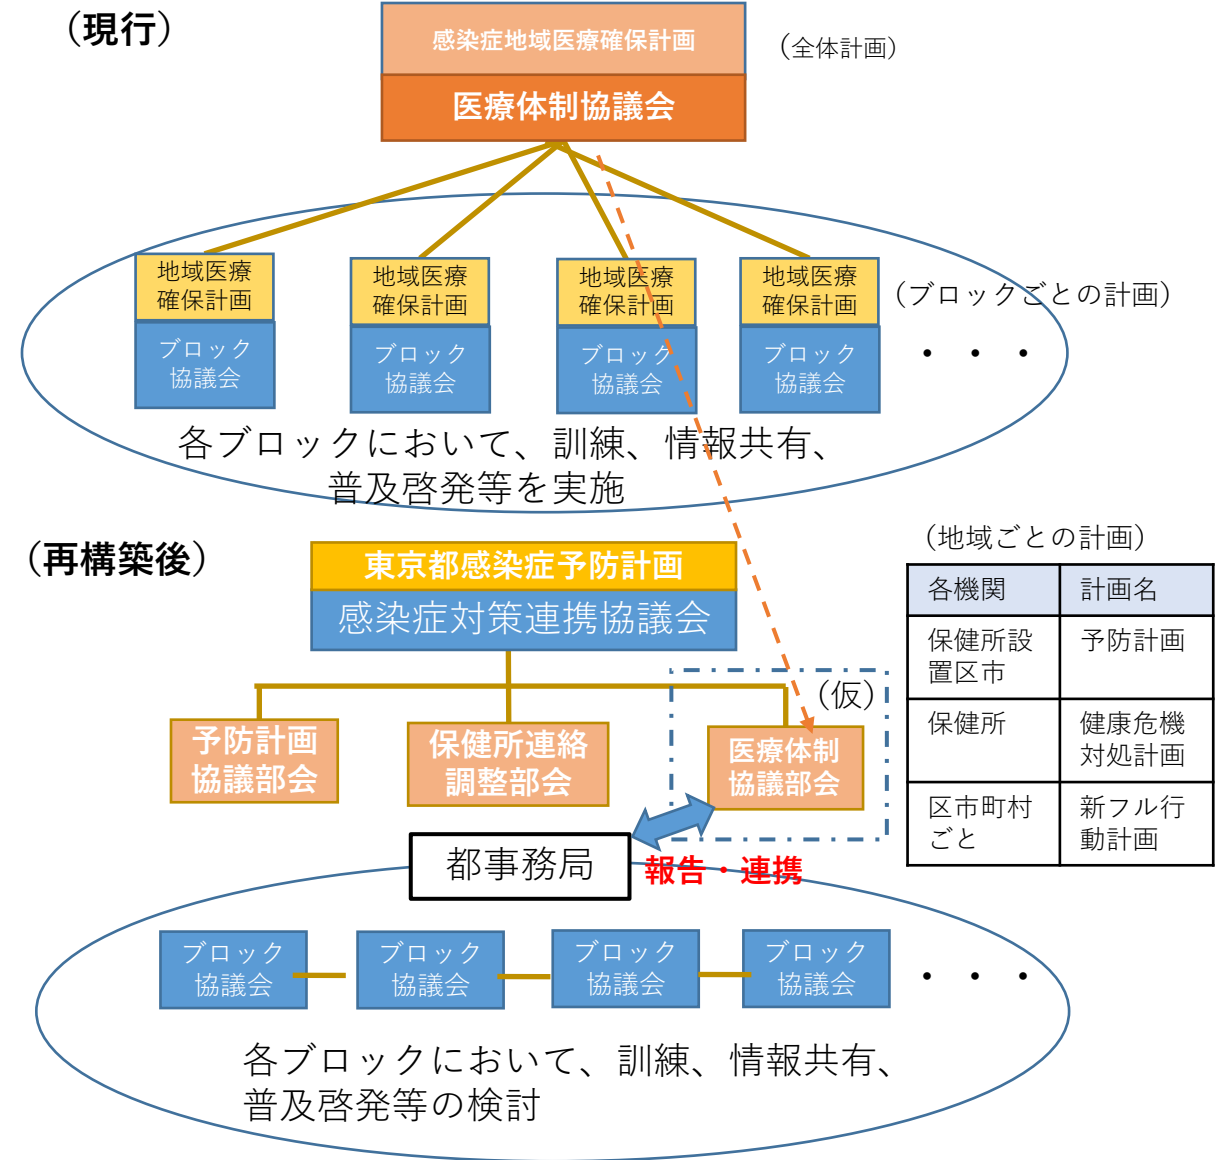 （現行）
感染症地域医療確保計画
（全体計画）
医療体制協議会
地域医療
確保計画
ブロック
協議会
地域医療
確保計画
ブロック
協議会
地域医療
確保計画
ブロック
協議会
地域医療
確保計画
ブロック
協議会
（ブロックごとの計画）
・・・
各ブロックにおいて、訓練、情報共有、
普及啓発等を実施
（再構築後）
東京都感染症予防計画
感染症対策連携協議会
予防計画
協議部会
保健所連絡
調整部会
（仮）
医療体制
協議部会
（地域ごとの計画）
各機関 計画名
保健所設
置区市
予防計画
保健所
健康危機
対処計画
区市町村
ごと
新フル行
動計画
都事務局
報告・連携
ブロック
協議会
ブロック
協議会
ブロック
協議会
ブロック
協議会
・・・
各ブロックにおいて、訓練、情報共有、
普及啓発等の検討